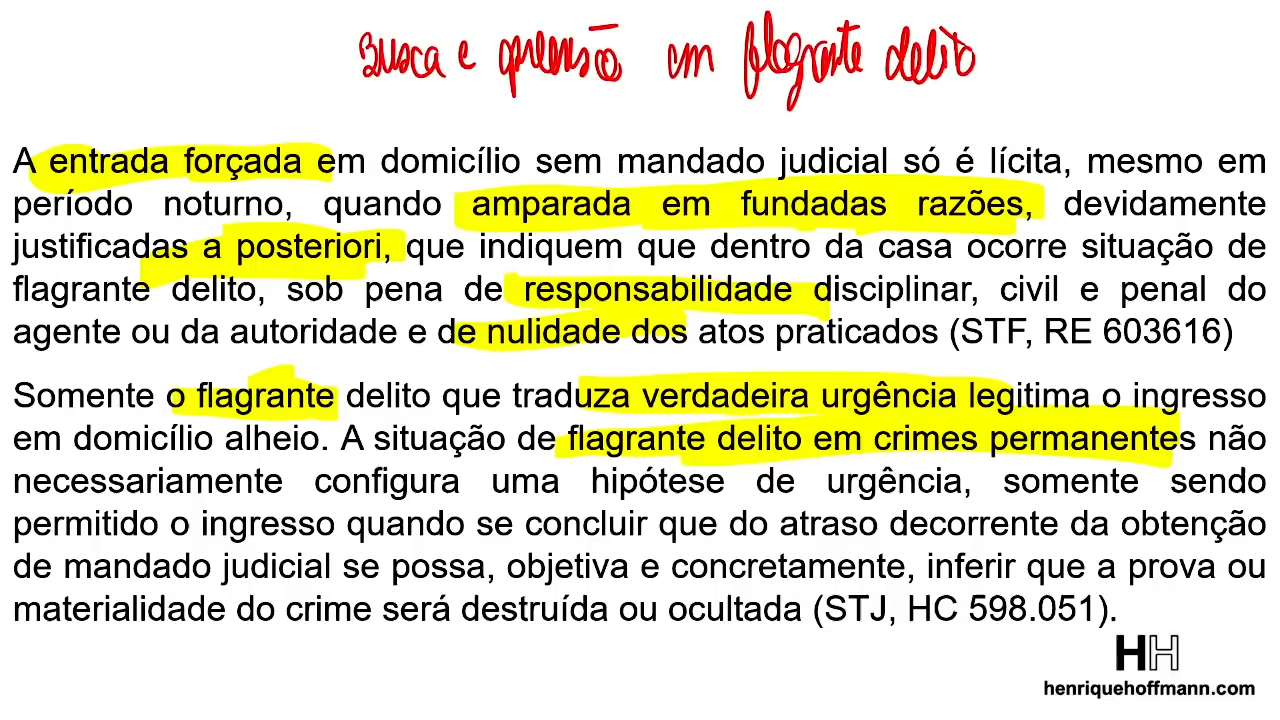 Busca e apreensão em flagrante delito
A entrada forçada em domicílio sem mandado judicial só é lícita, mesmo em
período noturno, quando amparada em fundadas razões, devidamente
justificadas a posteriori, que indiquem que dentro da casa ocorre situação de
flagrante delito, sob pena de responsabilidade disciplinar, civil e penal do
agente ou da autoridade e de nulidade dos atos praticados (STF, RE 603616)
Somente o flagrante delito que traduza verdadeira urgência legitima o ingresso
em domicílio alheio. A situação de flagrante delito em crimes permanentes não
necessariamente configura uma hipótese de urgência, somente sendo
permitido o ingresso quando se concluir que do atraso decorrente da obtenção
de mandado judicial se possa, objetiva e concretamente, inferir que a prova ou
materialidade do crime será destruída ou ocultada (STJ, HC 598.051).
HH
henriquehoffmann.com